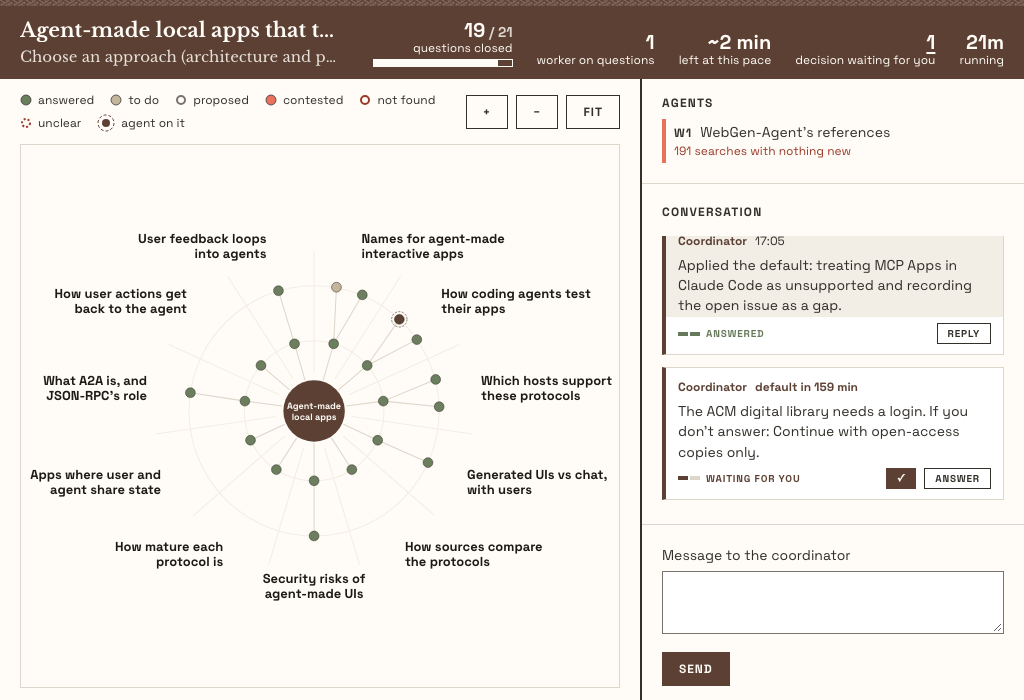 Agent-made local apps that t...
Choose an approach (architecture and p...
19 / 21
questions closed
1
worker on questions
~2 min
left at this pace
1
decision waiting for you
21m
running
answered
to do
proposed
contested
not found
unclear
agent on it
+
−
FIT
User feedback loops
into agents
Names for agent-made
interactive apps
How user actions get
back to the agent
How coding agents test
their apps
What A2A is, and
JSON-RPC's role
Which hosts support
these protocols
Agent-made
local apps
Apps where user and
agent share state
Generated UIs vs chat,
with users
How mature each
protocol is
How sources compare
the protocols
Security risks of
agent-made UIs
AGENTS
W1 WebGen-Agent's references
191 searches with nothing new
CONVERSATION
Coordinator 17:05
Applied the default: treating MCP Apps in
Claude Code as unsupported and recording
the open issue as a gap.
ANSWERED
REPLY
Coordinator default in 159 min
The ACM digital library needs a login. If you
don't answer: Continue with open-access
copies only.
WAITING FOR YOU
✓
ANSWER
Message to the coordinator
SEND